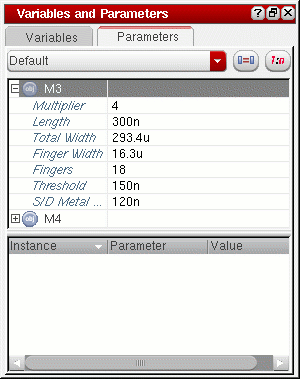 Variables and Parameters
Variables Parameters
Default
M3
Multiplier 4
Length 300n
Total Width 293.4u
Finger Width 16.3u
Fingers 18
Threshold 150n
S/D Metal ... 120n
M4
Instance Parameter Value